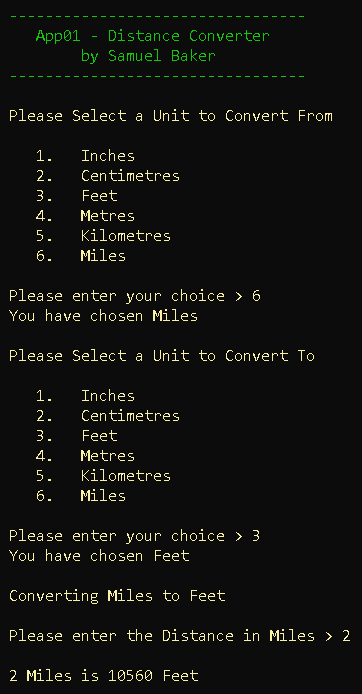 ---------------------------------
App01 - Distance Converter
by Samuel Baker
---------------------------------
Please Select a Unit to Convert From
1. Inches
2. Centimetres
3. Feet
4. Metres
5. Kilometres
6. Miles
Please enter your choice > 6
You have chosen Miles
Please Select a Unit to Convert To
1. Inches
2. Centimetres
3. Feet
4. Metres
5. Kilometres
6. Miles
Please enter your choice > 3
You have chosen Feet
Converting Miles to Feet
Please enter the Distance in Miles > 2
2 Miles is 10560 Feet